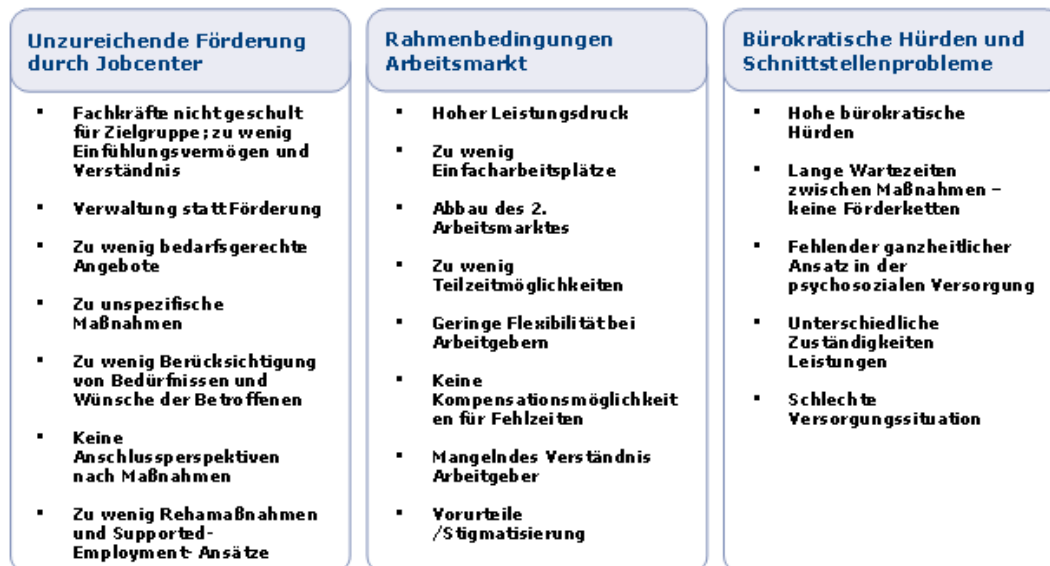 Unzureichende Förderung
durch Jobcenter
▪ Fachkräfte nicht geschult
für Zielgruppe; zu wenig
Einfühlungsvermögen und
Verständnis
▪ Verwaltung statt Förderung
▪ Zu wenig bedarfsgerechte
Angebote
▪ Zu unspezifische
Maßnahmen
▪ Zu wenig Berücksichtigung
von Bedürfnissen und
Wünsche der Betroffenen
▪ Keine
Anschlussperspektiven
nach Maßnahmen
▪ Zu wenig Rehamaßnahmen
und Supported-
Employment- Ansätze
Rahmenbedingungen
Arbeitsmarkt
▪ Hoher Leistungsdruck
▪ Zu wenig
Einfacharbeitsplätze
▪ Abbau des 2.
Arbeitsmarktes
▪ Zu wenig
Teilzeitmöglichkeiten
▪ Geringe Flexibilität bei
Arbeitgebern
▪ Keine
Kompensationsmöglichkeit
en für Fehlzeiten
▪ Mangelndes Verständnis
Arbeitgeber
▪ Vorurteile
/Stigmatisierung
Bürokratische Hürden und
Schnittstellenprobleme
▪ Hohe bürokratische
Hürden
▪ Lange Wartezeiten
zwischen Maßnahmen –
keine Förderketten
▪ Fehlender ganzheitlicher
Ansatz in der
psychosozialen Versorgung
▪ Unterschiedliche
Zuständigkeiten
Leistungen
▪ Schlechte
Versorgungssituation